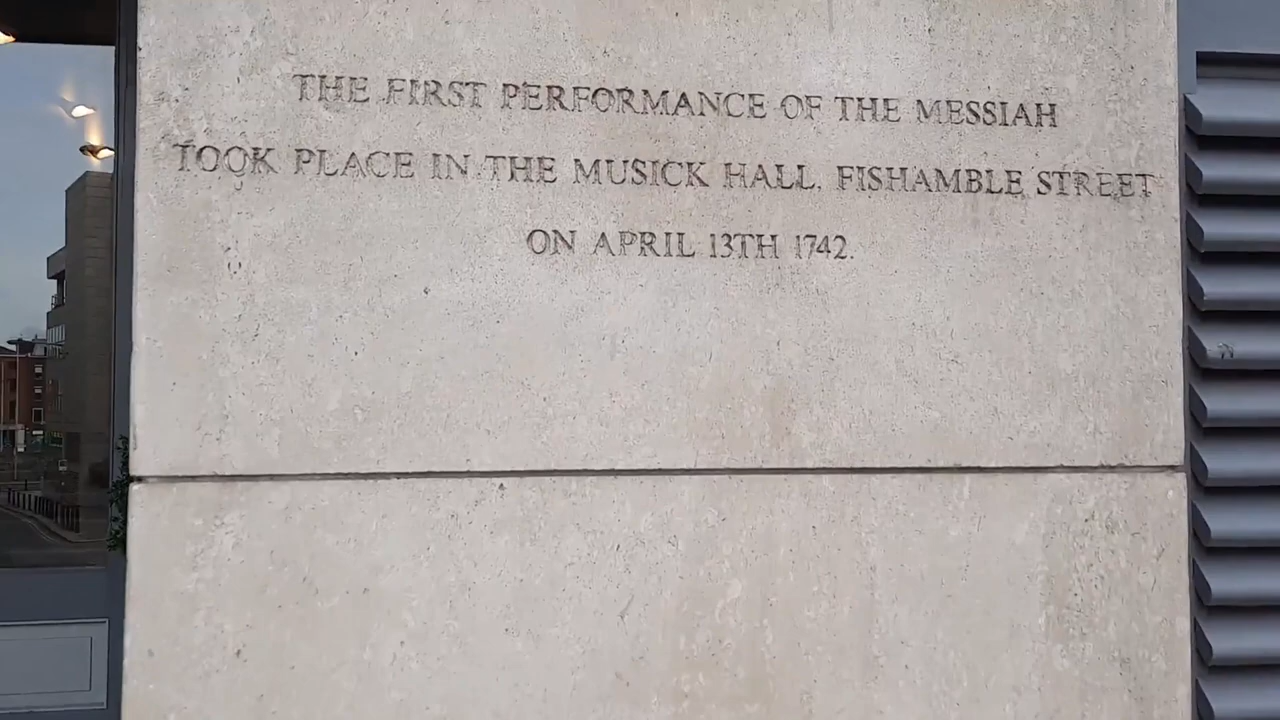 THE FIRST PERFORMANCE OF THE MESSIAH
TOOK PLACE IN THE MUSICK HALL, FISHAMBLE STREET
ON APRIL 13TH 1742.